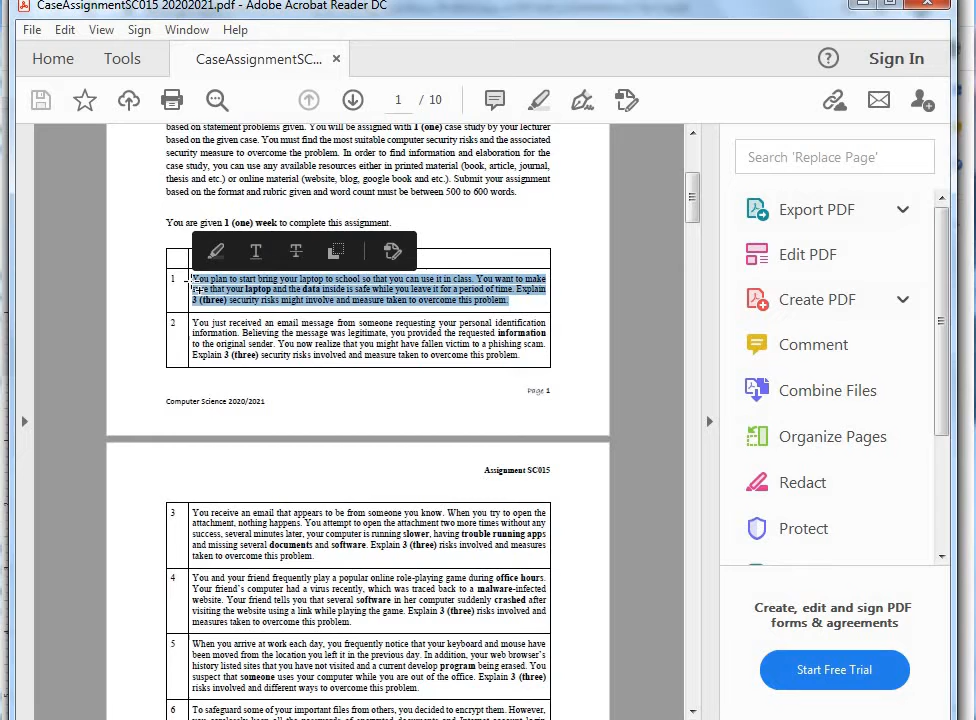 CaseAssignmentSC015 20202021.pdf - Adobe Acrobat Reader DC
File Edit View Sign Window Help
Home Tools CaseAssignmentSC... × Sign In
1 / 10
based on statement problems given. You will be assigned with 1 (one) case study by your lecturer
based on the given case. You must find the most suitable computer security risks and the associated
security measure to overcome the problem. In order to find information and elaboration for the
case study, you can use any available resources either in printed material (book, article, journal,
thesis and etc.) or online material (website, blog, google book and etc.). Submit your assignment
based on the format and rubric given and word count must be between 500 to 600 words.
You are given 1 (one) week to complete this assignment.
1 You plan to start bring your laptop to school so that you can use it in class. You want to make
sure that your laptop and the data inside is safe while you leave it for a period of time. Explain
3 (three) security risks might involve and measure taken to overcome this problem.
2 You just received an email message from someone requesting your personal identification
information. Believing the message was legitimate, you provided the requested information
to the original sender. You now realize that you might have fallen victim to a phishing scam.
Explain 3 (three) security risks involved and measure taken to overcome this problem.
Page 1
Computer Science 2020/2021
Assignment SC015
3 You receive an email that appears to be from someone you know. When you try to open the
attachment, nothing happens. You attempt to open the attachment two more times without any
success, several minutes later, your computer is running slower, having trouble running apps
and missing several documents and software. Explain 3 (three) risks involved and measures
taken to overcome this problem.
4 You and your friend frequently play a popular online role-playing game during office hours.
Your friend's computer had a virus recently, which was traced back to a malware-infected
website. Your friend tells you that several software in her computer suddenly crashed after
visiting the website using a link while playing the game. Explain 3 (three) risks involved and
measures taken to overcome this problem.
5 When you arrive at work each day, you frequently notice that your keyboard and mouse have
been moved from the location you left it in the previous day. In addition, your web browser's
history listed sites that you have not visited and a current develop program being erased. You
suspect that someone uses your computer while you are out of the office. Explain 3 (three)
risks involved and different ways to overcome this problem.
6 To safeguard some of your important files from others, you decided to encrypt them. However,
Search 'Replace Page'
Export PDF
Edit PDF
Create PDF
Comment
Combine Files
Organize Pages
Redact
Protect
Create, edit and sign PDF
forms & agreements
Start Free Trial